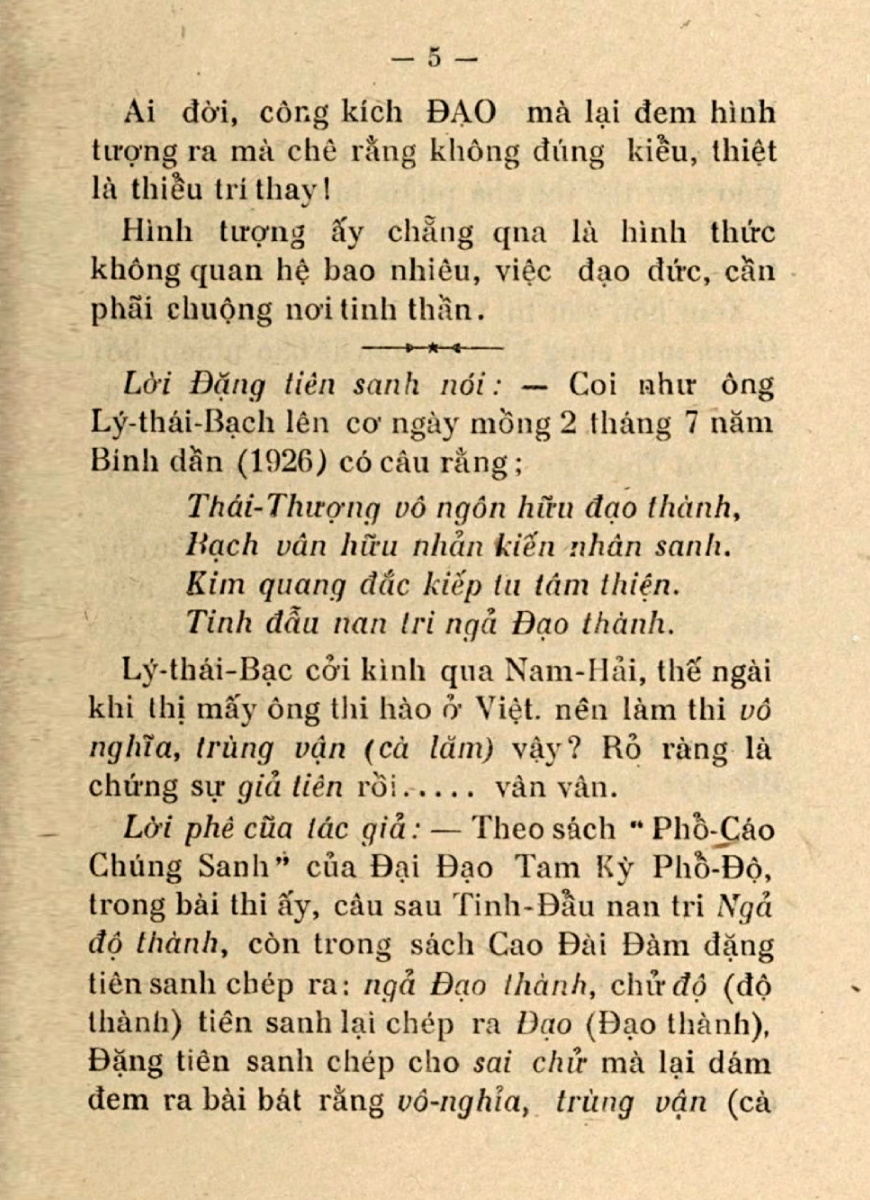 — 5 —
Ai đời, công kích ĐẠO mà lại đem hình
tượng ra mà chê rằng không đúng kiểu, thiệt
là thiểu trí thay!
Hình tượng ấy chẵng qna là hình thức
không quan hệ bao nhiêu, việc đạo đức, cần
phãi chuộng nơi tinh thần.
Lời Đặng tiên sanh nói: — Coi như ông
Lý-thái-Bạch lên cơ ngày mồng 2 tháng 7 năm
Bính dần (1926) có câu rằng;
Thái-Thượng vô ngôn hữu đạo thành,
Bạch vân hữu nhản kiến nhân sanh.
Kim quang đắc kiếp tu tâm thiện.
Tinh đẩu nan tri ngả Đạo thành.
Lý-thái-Bạc cởi kình qua Nam-Hải, thế ngài
khi thị mấy ông thi hào ở Việt. nên làm thi vô
nghĩa, trùng vận (cà lăm) vậy? Rỏ ràng là
chứng sự giả tiên rồi..... vân vân.
Lời phê cũa tác giả: — Theo sách “ Phổ-Cáo
Chúng Sanh” của Đại Đạo Tam Kỳ Phổ-Độ,
trong bài thi ấy, câu sau Tinh-Đẩu nan tri Ngả
độ thành, còn trong sách Cao Đài Đàm đặng
tiên sanh chép ra: ngả Đạo thành, chử độ (độ
thành) tiên sanh lại chép ra Đạo (Đạo thành),
Đặng tiên sanh chép cho sai chử mà lại dám
đem ra bài bát rằng vô-nghỉa, trùng vận (cà